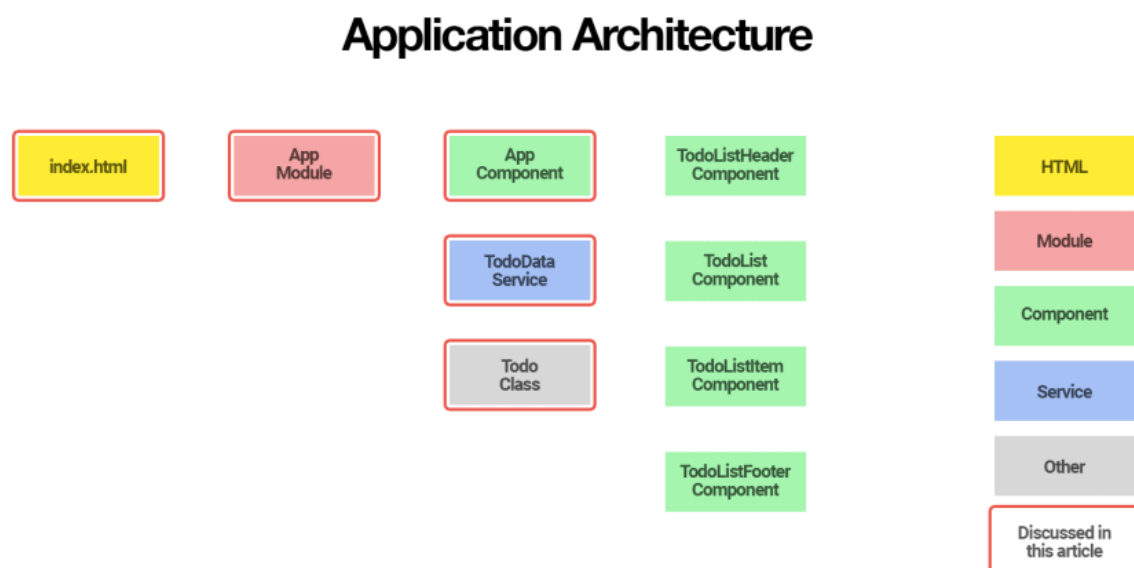 Application Architecture
index.html
App
Module
App
Component
TodoListHeader
Component
HTML
TodoData
Service
TodoList
Component
Module
Todo
Class
TodoListItem
Component
Component
TodoListFooter
Component
Service
Other
Discussed in
this article